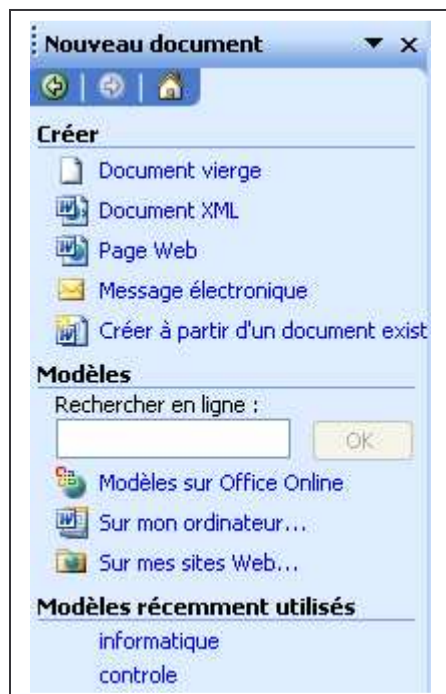 Nouveau document
Créer
Document vierge
Document XML
Page Web
Message électronique
Créer à partir d'un document exist
Modèles
Rechercher en ligne :
OK
Modèles sur Office Online
Sur mon ordinateur...
Sur mes sites Web...
Modèles récemment utilisés
informatique
controle